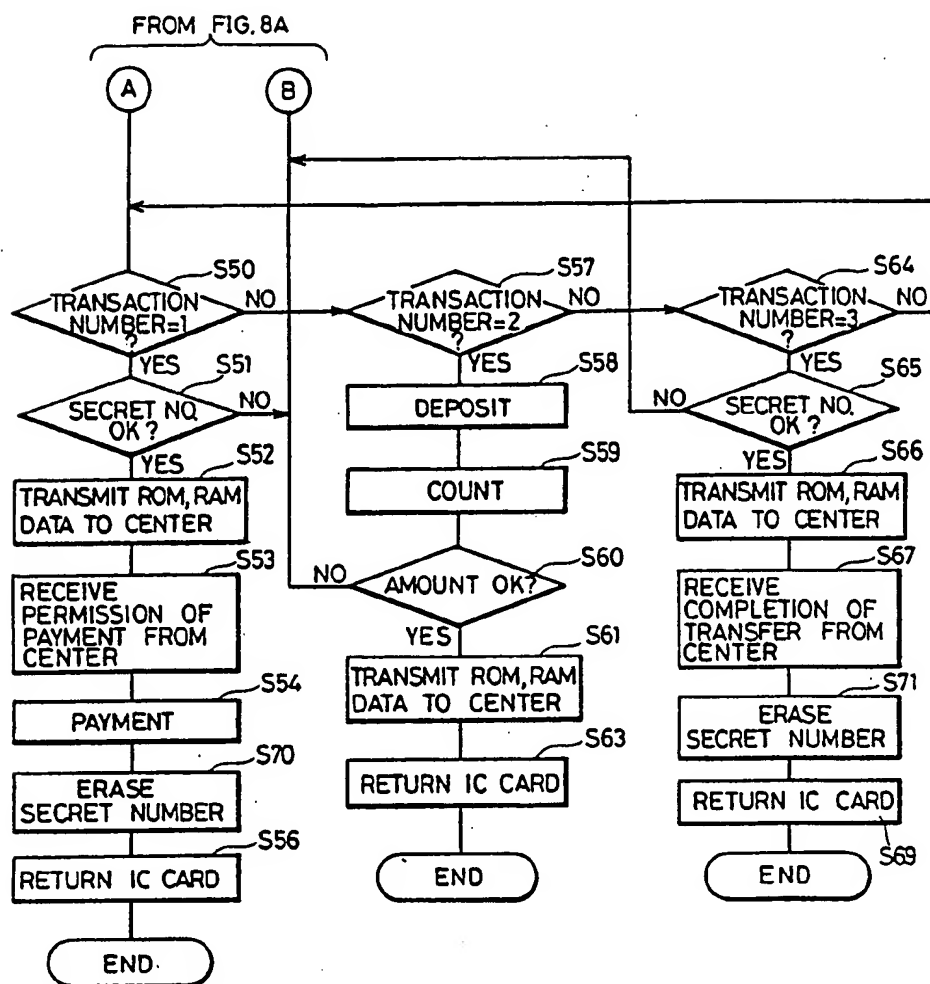 FROM FIG. 8A
A
B
S50
TRANSACTION
NUMBER=1
?
NO
YES
S51
SECRET NO.
OK?
NO
YES
S52
TRANSMIT ROM, RAM
DATA TO CENTER
S53
RECEIVE
PERMISSION OF
PAYMENT FROM
CENTER
S54
PAYMENT
S70
ERASE
SECRET NUMBER
S56
RETURN IC CARD
END
S57
TRANSACTION
NUMBER=2
?
NO
YES
S58
DEPOSIT
S59
COUNT
S60
NO
AMOUNT OK?
YES
S61
TRANSMIT ROM, RAM
DATA TO CENTER
S63
RETURN IC CARD
END
S64
TRANSACTION
NUMBER=3
?
NO
YES
S65
NO
SECRET NO.
OK?
YES
S66
TRANSMIT ROM, RAM
DATA TO CENTER
S67
RECEIVE
COMPLETION OF
TRANSFER FROM
CENTER
S71
ERASE
SECRET NUMBER
RETURN IC CARD
S69
END